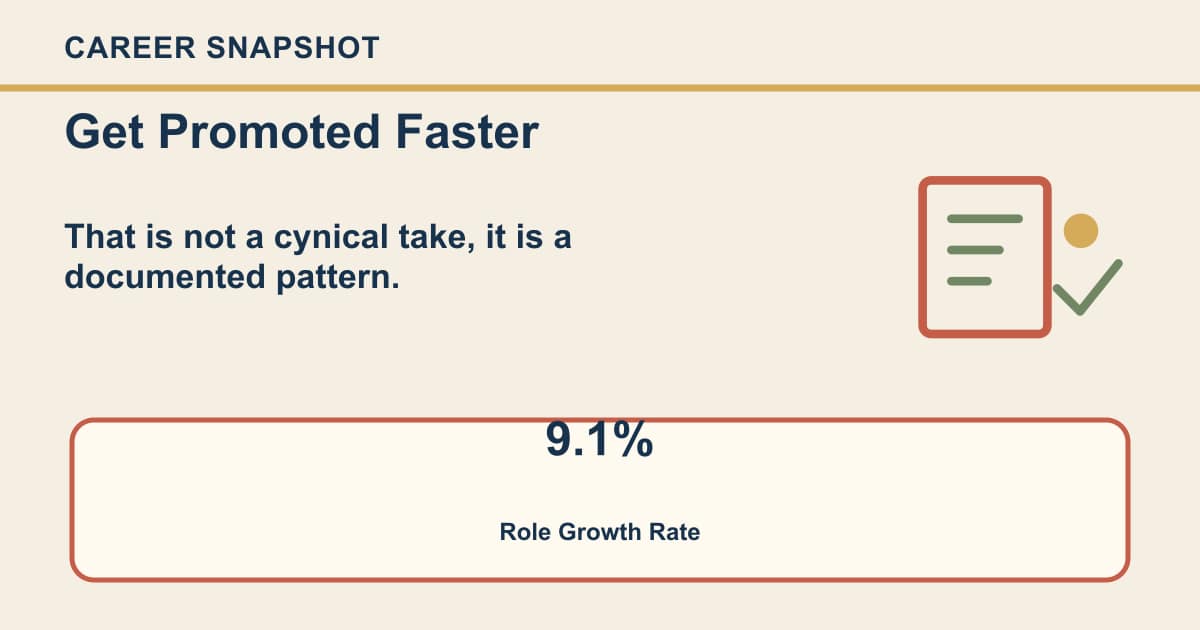 CAREER SNAPSHOT
Get Promoted Faster
That is not a cynical take, it is a
documented pattern.
9.1%
Role Growth Rate